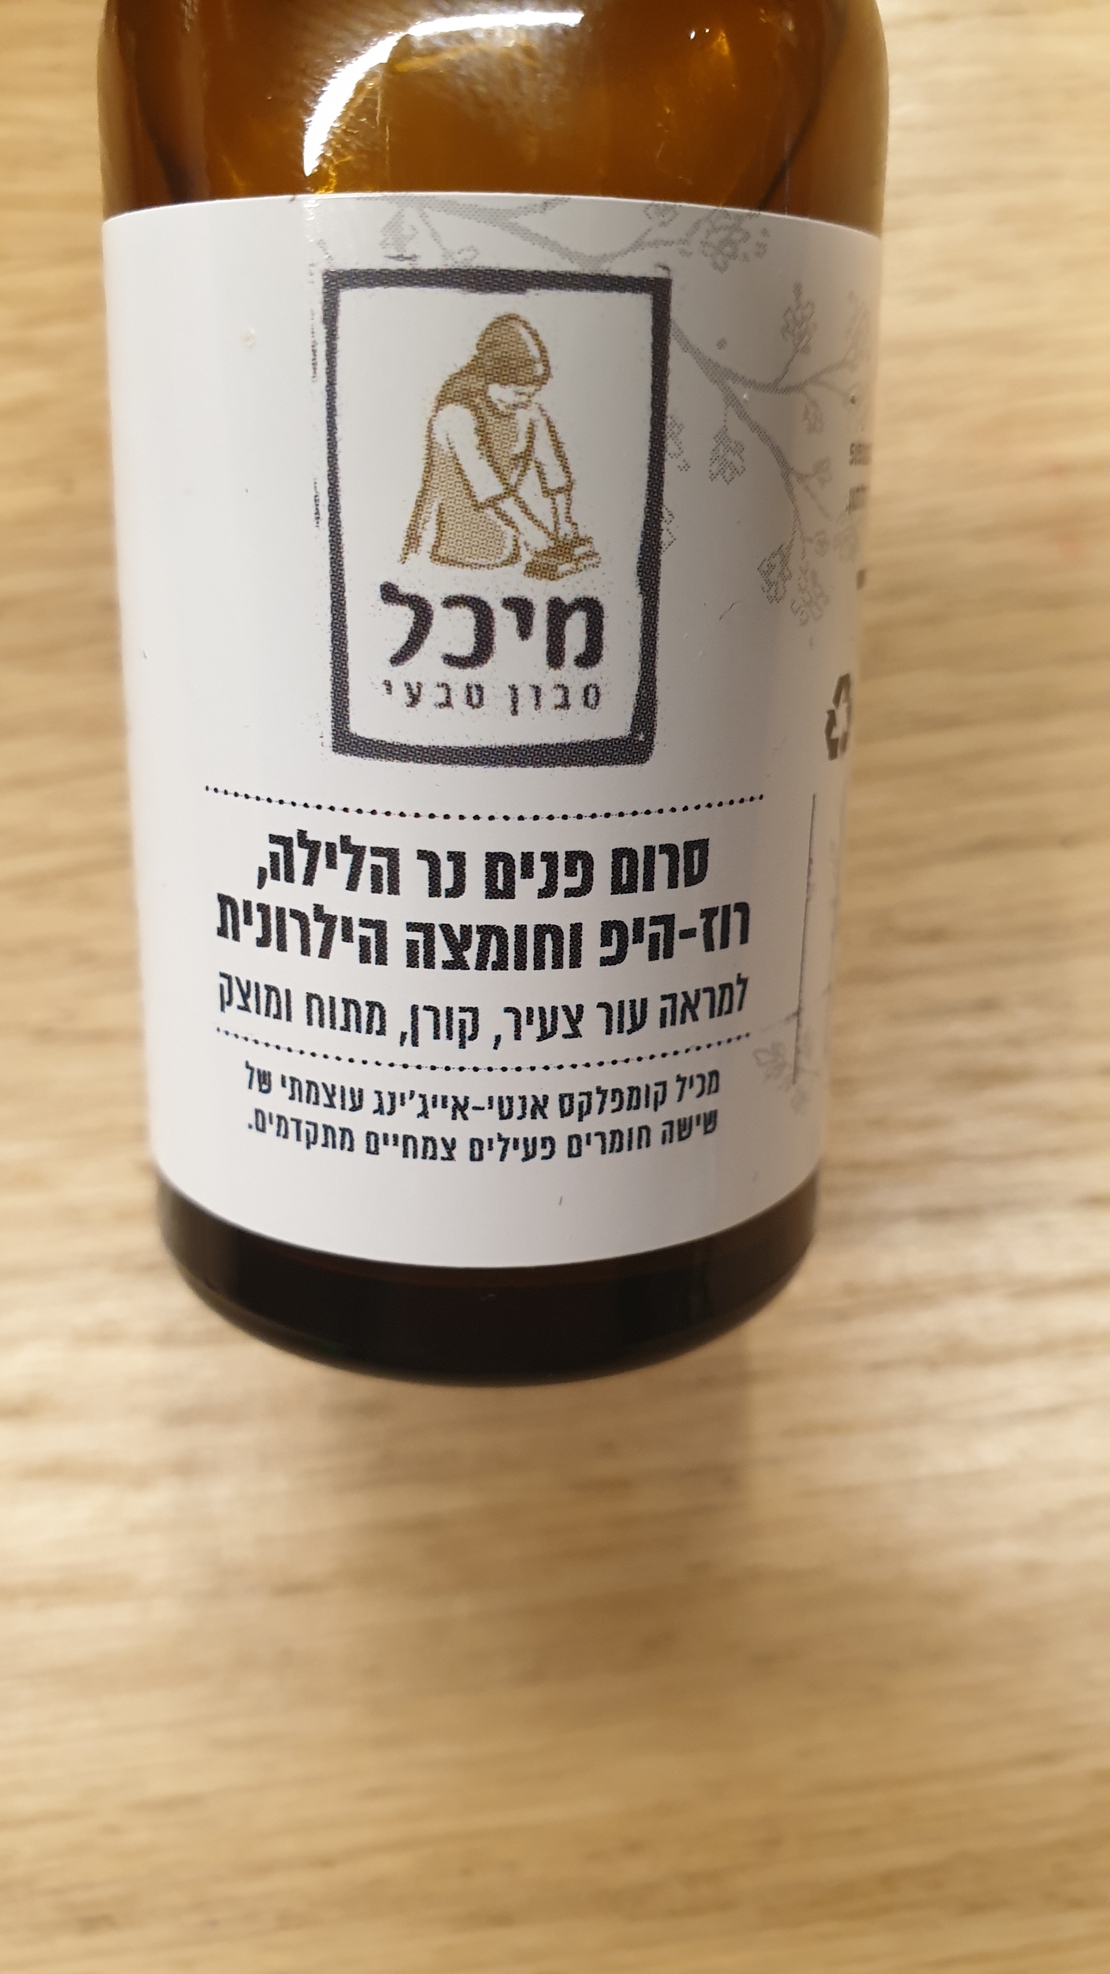 מיכל
סבון טבעי
סרום פנים נר הלילה,
רוז-היפ וחומצה הילרונית
למראה עור צעיר, קורן, מתוח ומוצק
מכיל קומפלקס אנטי-אייג'ינג עוצמתי של
שישה חומרים פעילים צמחיים מתקדמים.